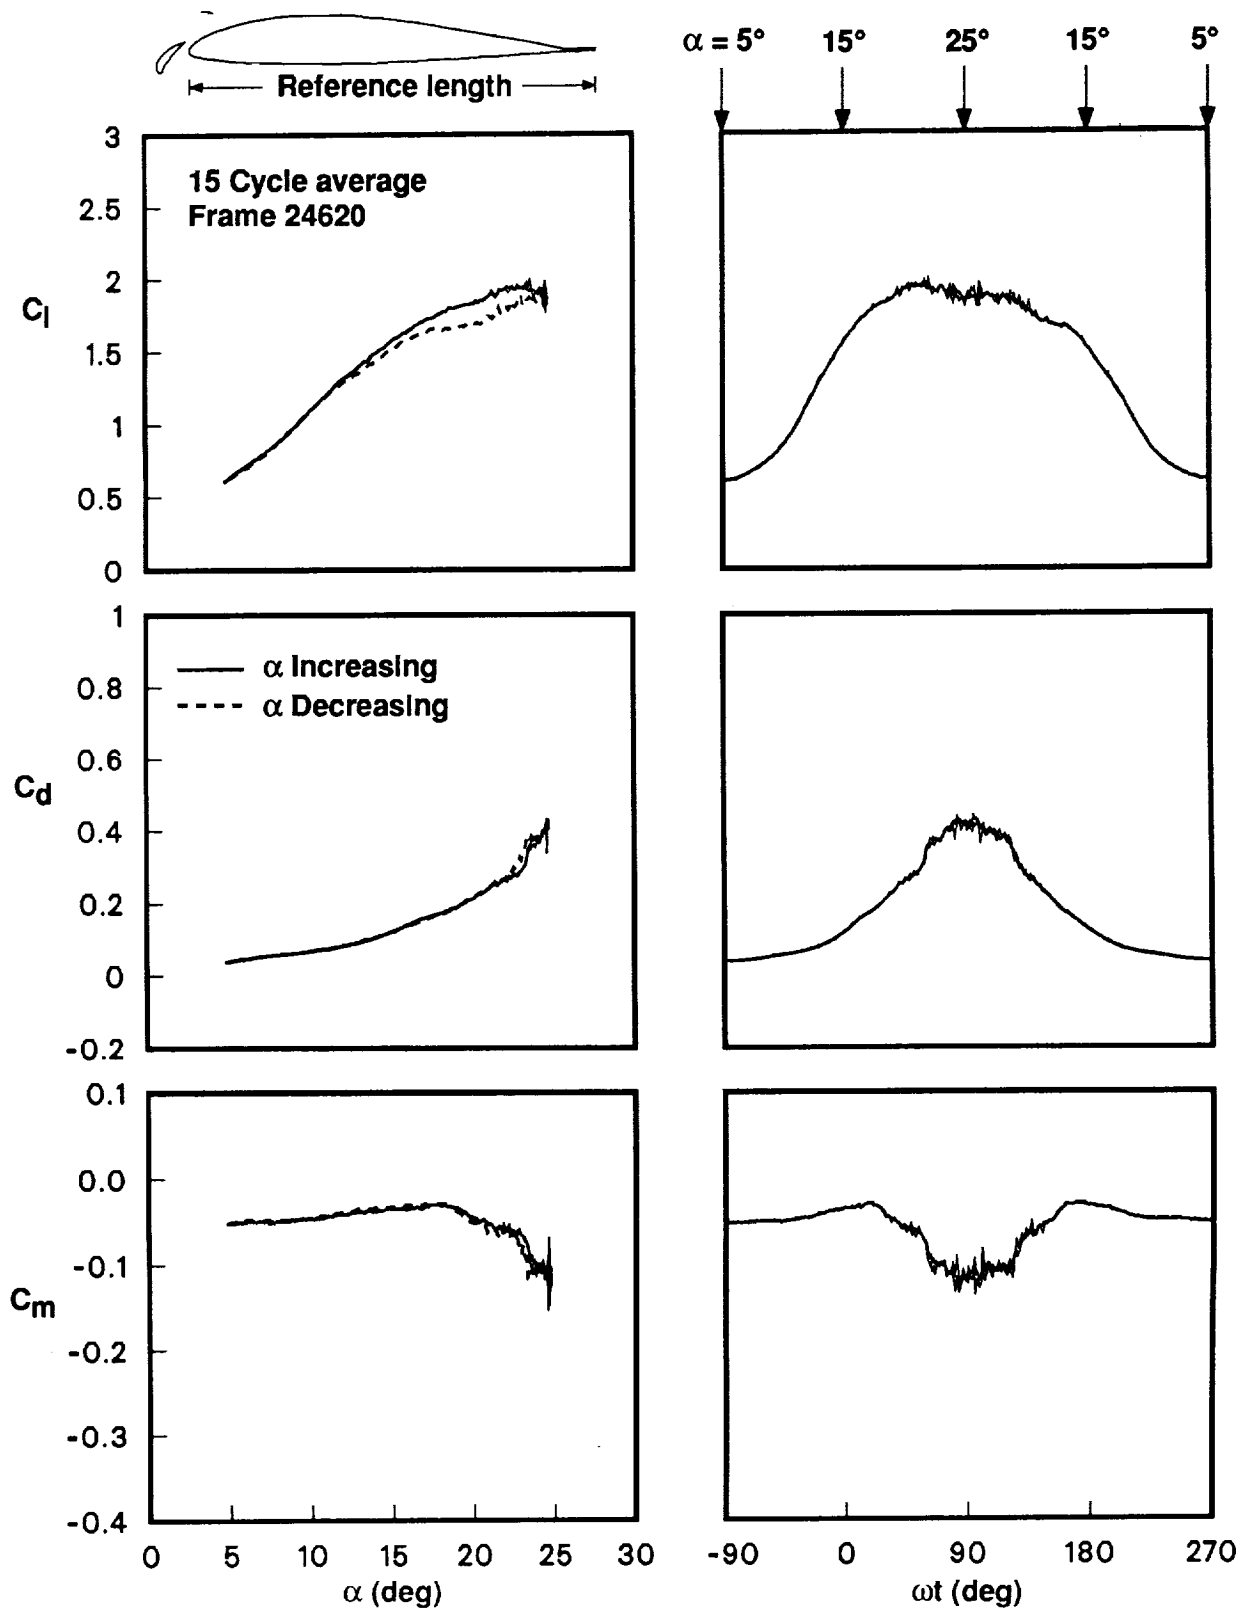 Reference length
α = 5° 15° 25° 15° 5°
15 Cycle average
Frame 24620
3
2.5
2
1.5
1
0.5
0
Cl
α Increasing
α Decreasing
1
0.8
0.6
0.4
0.2
0
-0.2
Cd
0.1
0.0
-0.1
-0.2
-0.3
-0.4
Cm
0 5 10 15 20 25 30
α (deg)
-90 0 90 180 270
ωt (deg)